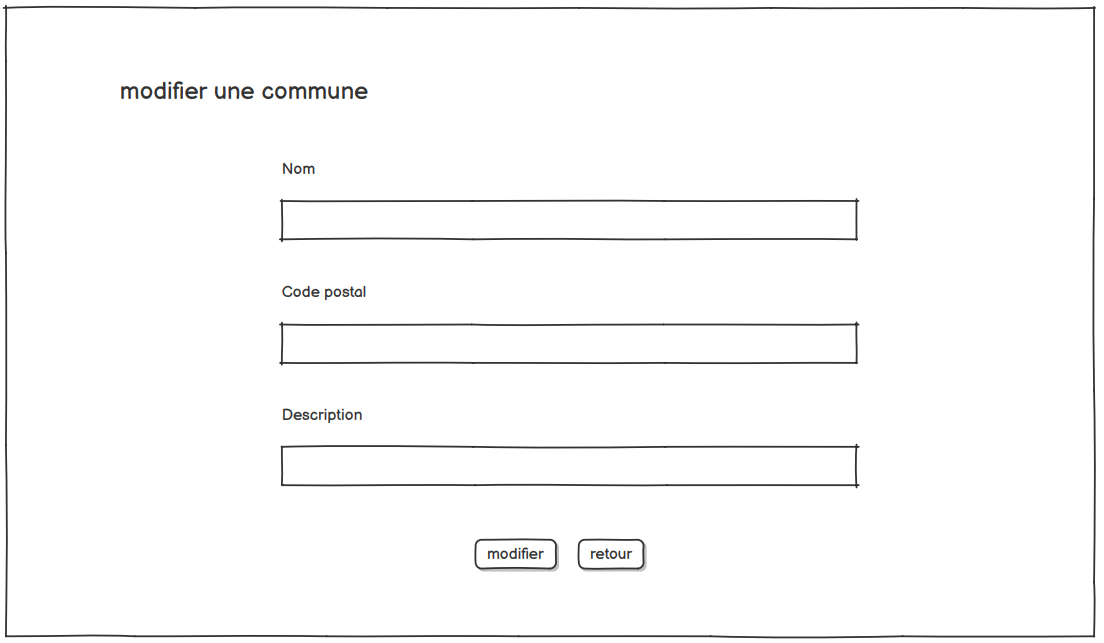 modifier une commune
Nom
Code postal
Description
modifier
retour